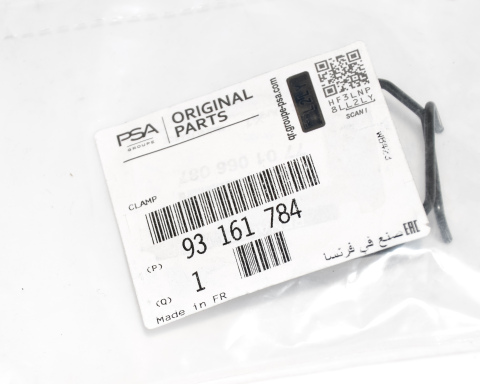 PSA
GROUPE
ORIGINAL
PARTS
qr.groupe-psa.com
HF3LNP
8LL2LY
SCAN!
CLAMP
(P)
93 161 784
(Q)
1
Made in FR
صنع في فرنسا
EAC